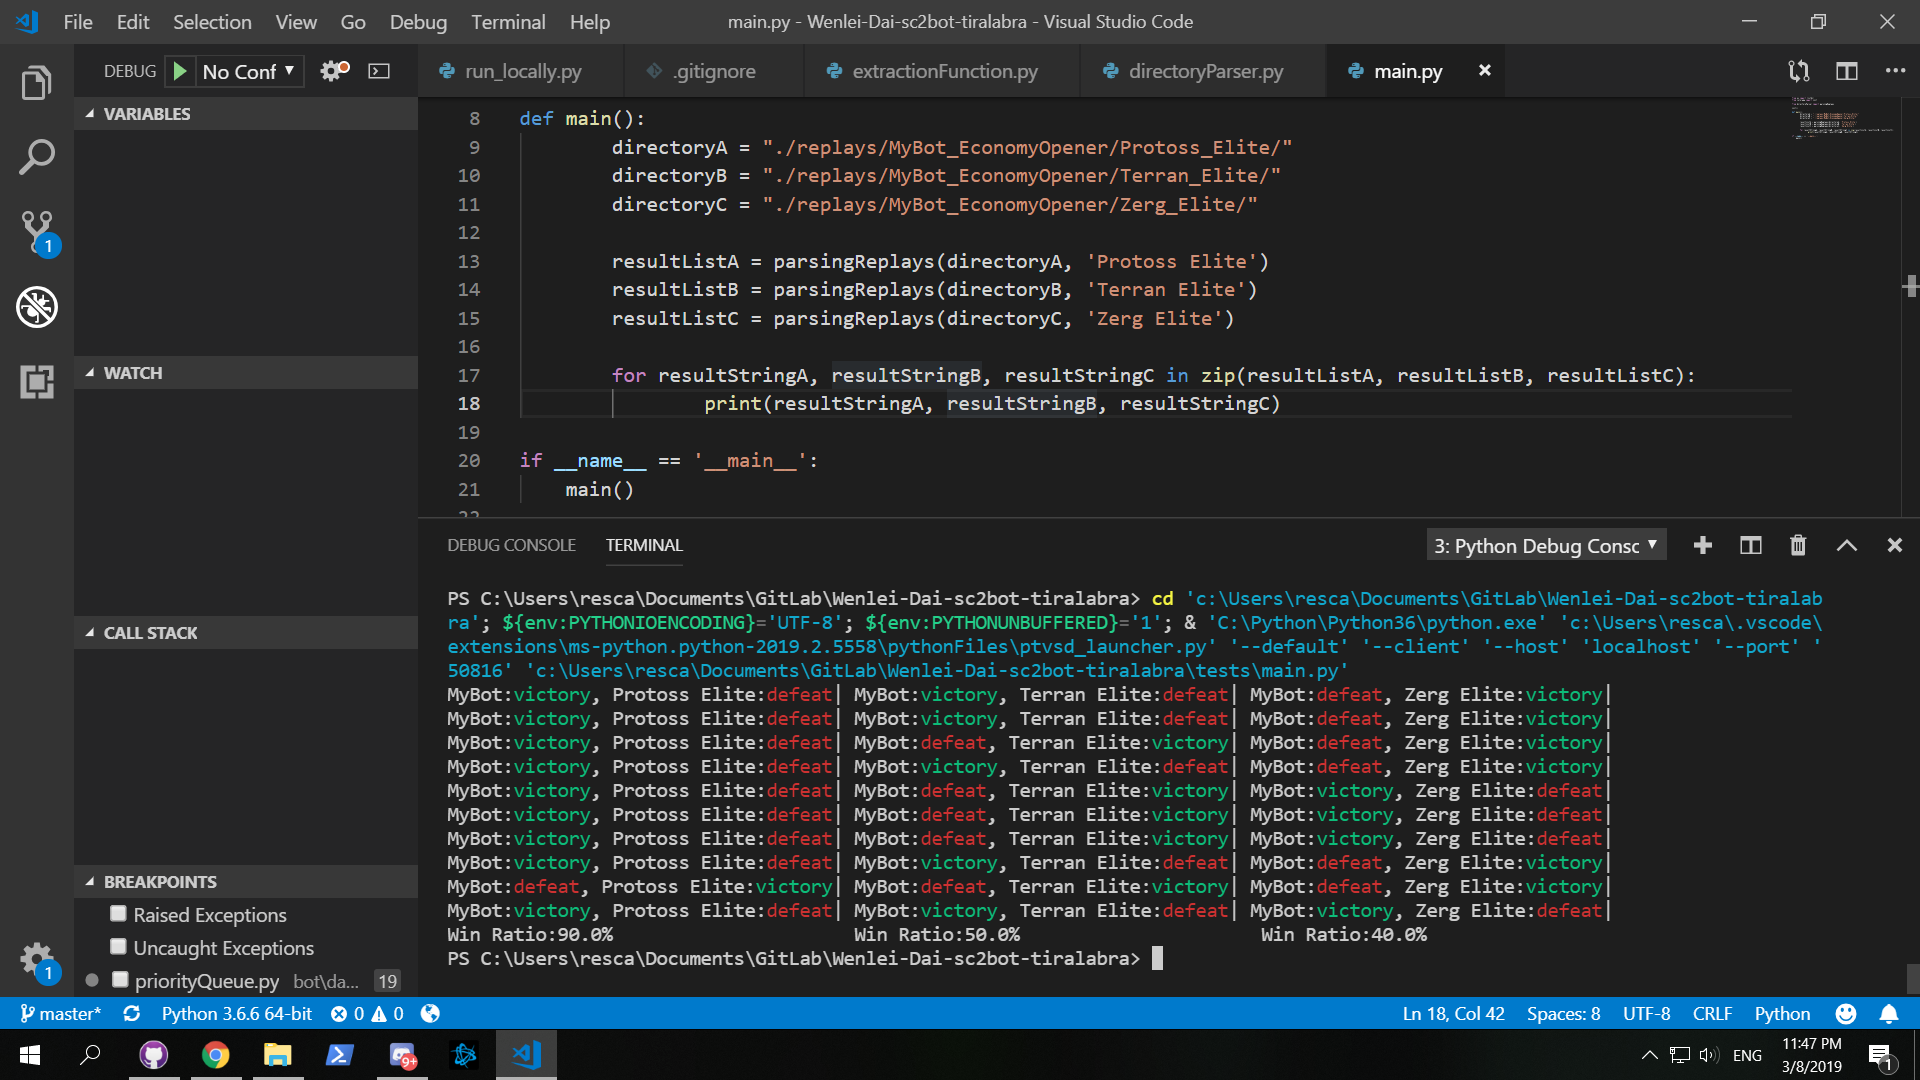 File Edit Selection View Go Debug Terminal Help
main.py - Wenlei-Dai-sc2bot-tiralabra - Visual Studio Code
DEBUG No Conf
run_locally.py .gitignore extractionFunction.py directoryParser.py main.py
VARIABLES
WATCH
CALL STACK
BREAKPOINTS
Raised Exceptions
Uncaught Exceptions
priorityQueue.py bot\da... 19
1
1
8 def main():
9 directoryA = "./replays/MyBot_EconomyOpener/Protoss_Elite/"
10 directoryB = "./replays/MyBot_EconomyOpener/Terran_Elite/"
11 directoryC = "./replays/MyBot_EconomyOpener/Zerg_Elite/"
12
13 resultListA = parsingReplays(directoryA, 'Protoss Elite')
14 resultListB = parsingReplays(directoryB, 'Terran Elite')
15 resultListC = parsingReplays(directoryC, 'Zerg Elite')
16
17 for resultStringA, resultStringB, resultStringC in zip(resultListA, resultListB, resultListC):
18 print(resultStringA, resultStringB, resultStringC)
19
20 if __name__ == '__main__':
21 main()
DEBUG CONSOLE TERMINAL
3: Python Debug Consc
PS C:\Users\resca\Documents\GitLab\Wenlei-Dai-sc2bot-tiralabra> cd 'c:\Users\resca\Documents\GitLab\Wenlei-Dai-sc2bot-tiralab
ra'; ${env:PYTHONIOENCODING}='UTF-8'; ${env:PYTHONUNBUFFERED}='1'; & 'C:\Python\Python36\python.exe' 'c:\Users\resca\.vscode\
extensions\ms-python.python-2019.2.5558\pythonFiles\ptvsd_launcher.py' '--default' '--client' '--host' 'localhost' '--port' '
50816' 'c:\Users\resca\Documents\GitLab\Wenlei-Dai-sc2bot-tiralabra\tests\main.py'
MyBot:victory, Protoss Elite:defeat| MyBot:victory, Terran Elite:defeat| MyBot:defeat, Zerg Elite:victory|
MyBot:victory, Protoss Elite:defeat| MyBot:victory, Terran Elite:defeat| MyBot:defeat, Zerg Elite:victory|
MyBot:victory, Protoss Elite:defeat| MyBot:defeat, Terran Elite:victory| MyBot:defeat, Zerg Elite:victory|
MyBot:victory, Protoss Elite:defeat| MyBot:victory, Terran Elite:defeat| MyBot:defeat, Zerg Elite:victory|
MyBot:victory, Protoss Elite:defeat| MyBot:defeat, Terran Elite:victory| MyBot:victory, Zerg Elite:defeat|
MyBot:victory, Protoss Elite:defeat| MyBot:defeat, Terran Elite:victory| MyBot:victory, Zerg Elite:defeat|
MyBot:victory, Protoss Elite:defeat| MyBot:defeat, Terran Elite:victory| MyBot:victory, Zerg Elite:defeat|
MyBot:victory, Protoss Elite:defeat| MyBot:victory, Terran Elite:defeat| MyBot:defeat, Zerg Elite:victory|
MyBot:defeat, Protoss Elite:victory| MyBot:defeat, Terran Elite:victory| MyBot:defeat, Zerg Elite:victory|
MyBot:victory, Protoss Elite:defeat| MyBot:victory, Terran Elite:defeat| MyBot:victory, Zerg Elite:defeat|
Win Ratio:90.0% Win Ratio:50.0% Win Ratio:40.0%
PS C:\Users\resca\Documents\GitLab\Wenlei-Dai-sc2bot-tiralabra>
master* Python 3.6.6 64-bit 0 0 Ln 18, Col 42 Spaces: 8 UTF-8 CRLF Python
9+
ENG
11:47 PM
3/8/2019
1